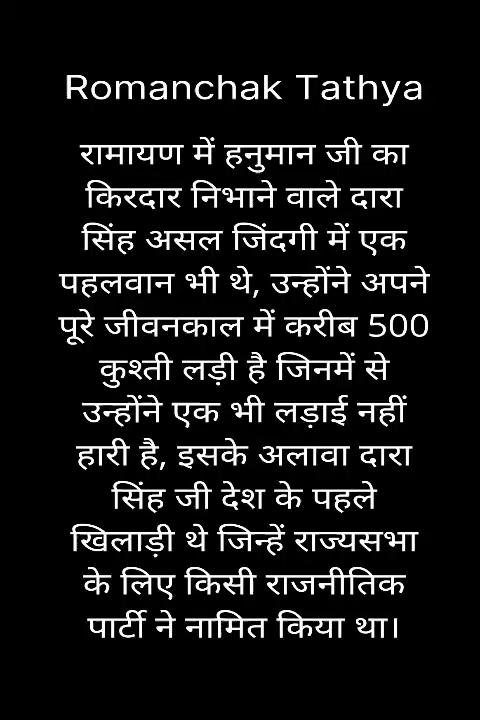 Romanchak Tathya
रामायण में हनुमान जी का
किरदार निभाने वाले दारा
सिंह असल जिंदगी में एक
पहलवान भी थे, उन्होंने अपने
पूरे जीवनकाल में करीब 500
कुश्ती लड़ी है जिनमें से
उन्होंने एक भी लड़ाई नहीं
हारी है, इसके अलावा दारा
सिंह जी देश के पहले
खिलाड़ी थे जिन्हें राज्यसभा
के लिए किसी राजनीतिक
पार्टी ने नामित किया था।